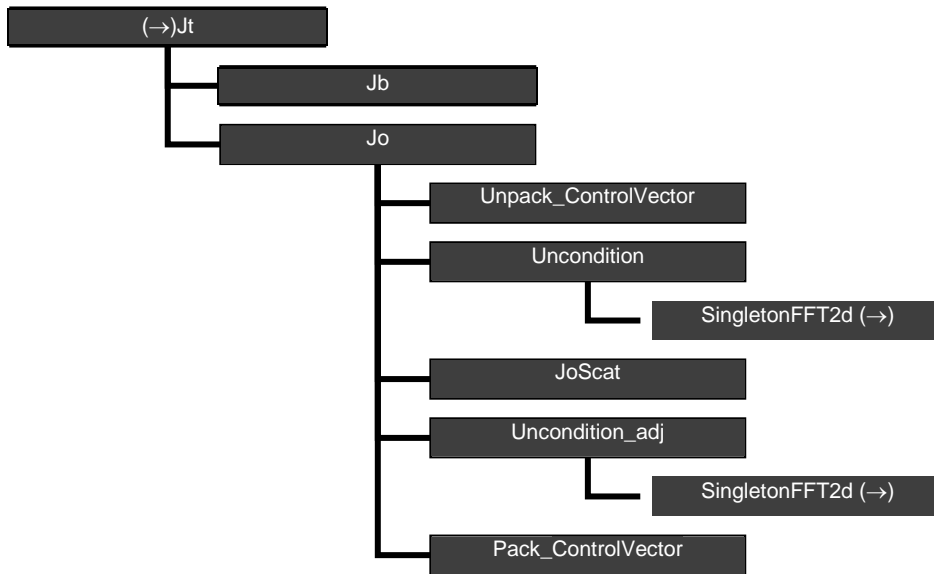 (→)Jt
Jb
Jo
Unpack_ControlVector
Uncondition
SingletonFFT2d (→)
JoScat
Uncondition_adj
SingletonFFT2d (→)
Pack_ControlVector